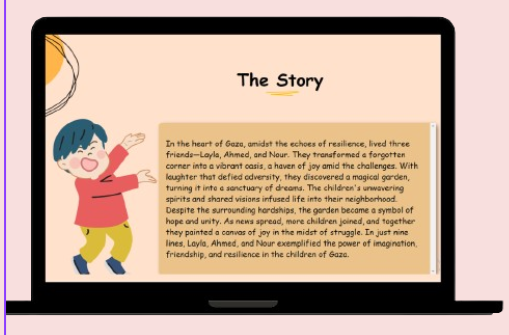 The Story
In the heart of Gaza, amidst the echoes of resilience, lived three
friends—Layla, Ahmed, and Nour. They transformed a forgotten
corner into a vibrant oasis, a haven of joy amid the challenges. With
laughter that defied adversity, they discovered a magical garden,
turning it into a sanctuary of dreams. The children's unwavering
spirits and shared visions infused life into their neighborhood.
Despite the surrounding hardships, the garden became a symbol of
hope and unity. As news spread, more children joined, and together
they painted a canvas of joy in the midst of struggle. In just nine
lines, Layla, Ahmed, and Nour exemplified the power of imagination,
friendship, and resilience in the children of Gaza.